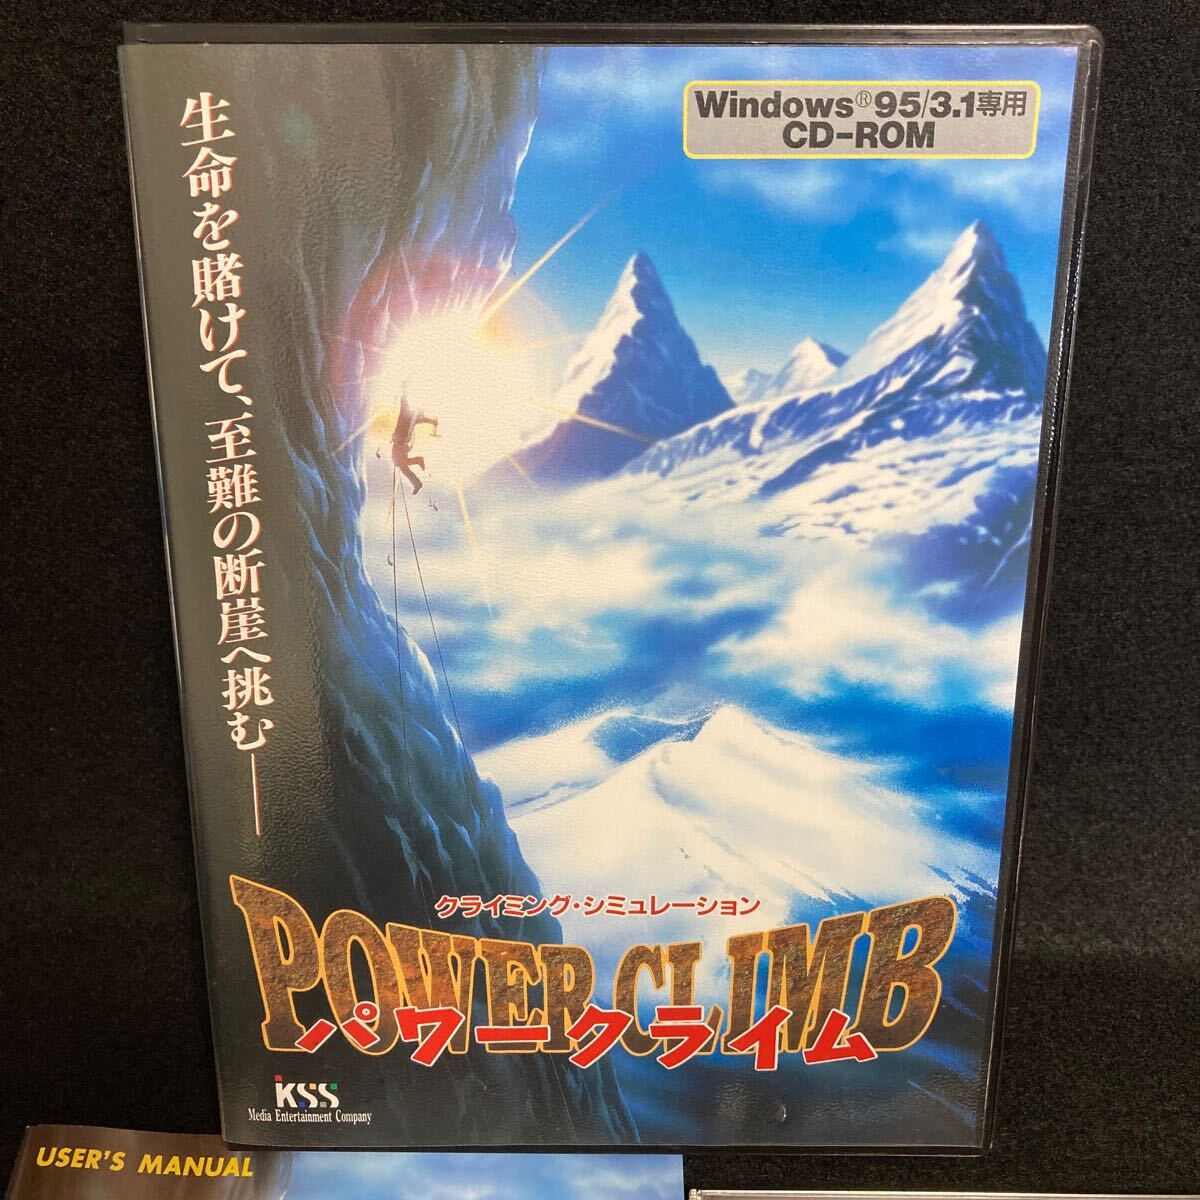 Windows®95/3.1専用
CD-ROM
生命を賭けて、至難の断崖へ挑む──
クライミング・シミュレーション
POWER CLIMB
パワークライム
KSS
Media Entertainment Company
USER'S MANUAL